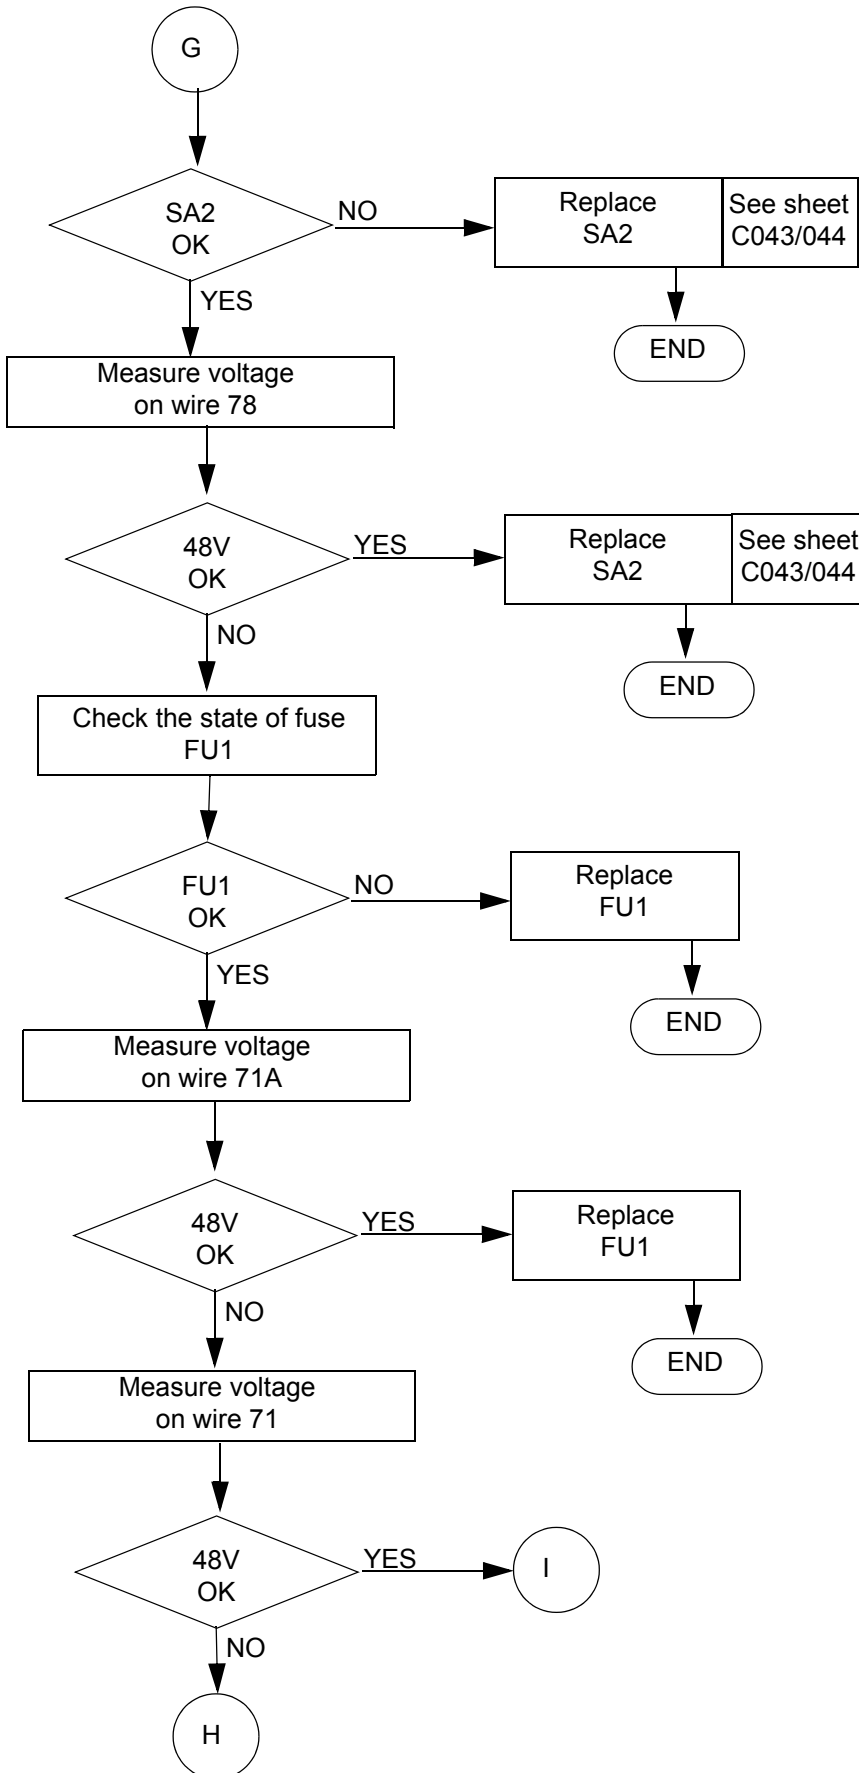 G
SA2
OK
NO
Replace
SA2
See sheet
C043/044
YES
END
Measure voltage
on wire 78
48V
OK
YES
Replace
SA2
See sheet
C043/044
NO
END
Check the state of fuse
FU1
FU1
OK
NO
Replace
FU1
YES
END
Measure voltage
on wire 71A
48V
OK
YES
Replace
FU1
NO
END
Measure voltage
on wire 71
48V
OK
YES
I
NO
H